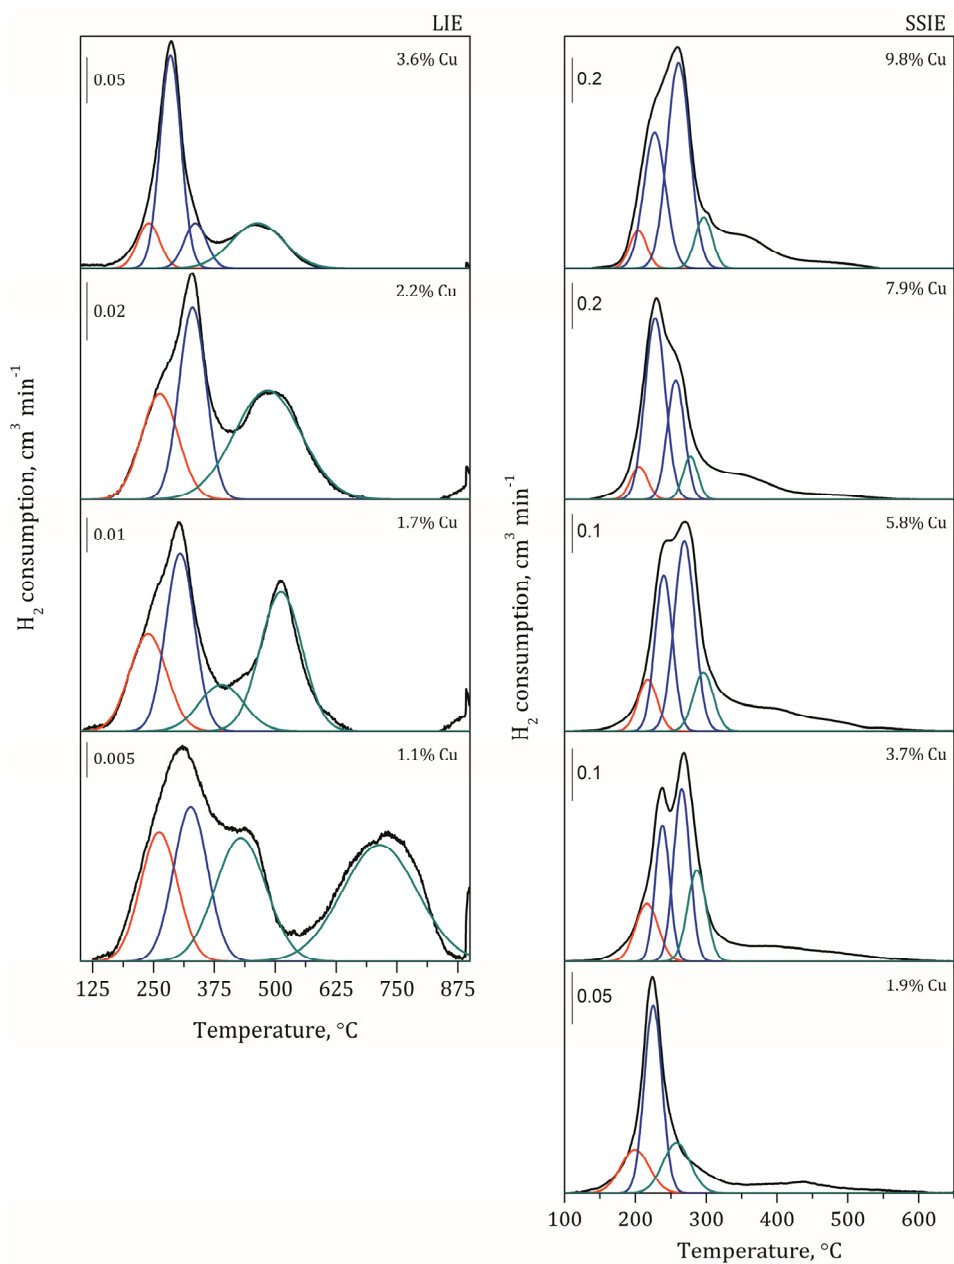 LIE
3.6% Cu
0.05
2.2% Cu
0.02
1.7% Cu
0.01
1.1% Cu
0.005
H2 consumption, cm3 min-1
125 250 375 500 625 750 875
Temperature, °C
SSIE
9.8% Cu
0.2
7.9% Cu
0.2
5.8% Cu
0.1
3.7% Cu
0.1
1.9% Cu
0.05
H2 consumption, cm3 min-1
100 200 300 400 500 600
Temperature, °C